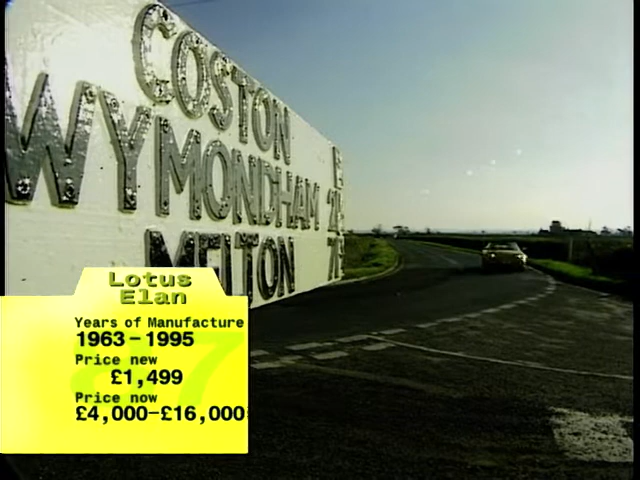 COSTON
WYMONDHAM
MELTON
Lotus
Elan
Years of Manufacture
1963-1995
Price new
£1,499
Price now
£4,000-£16,000